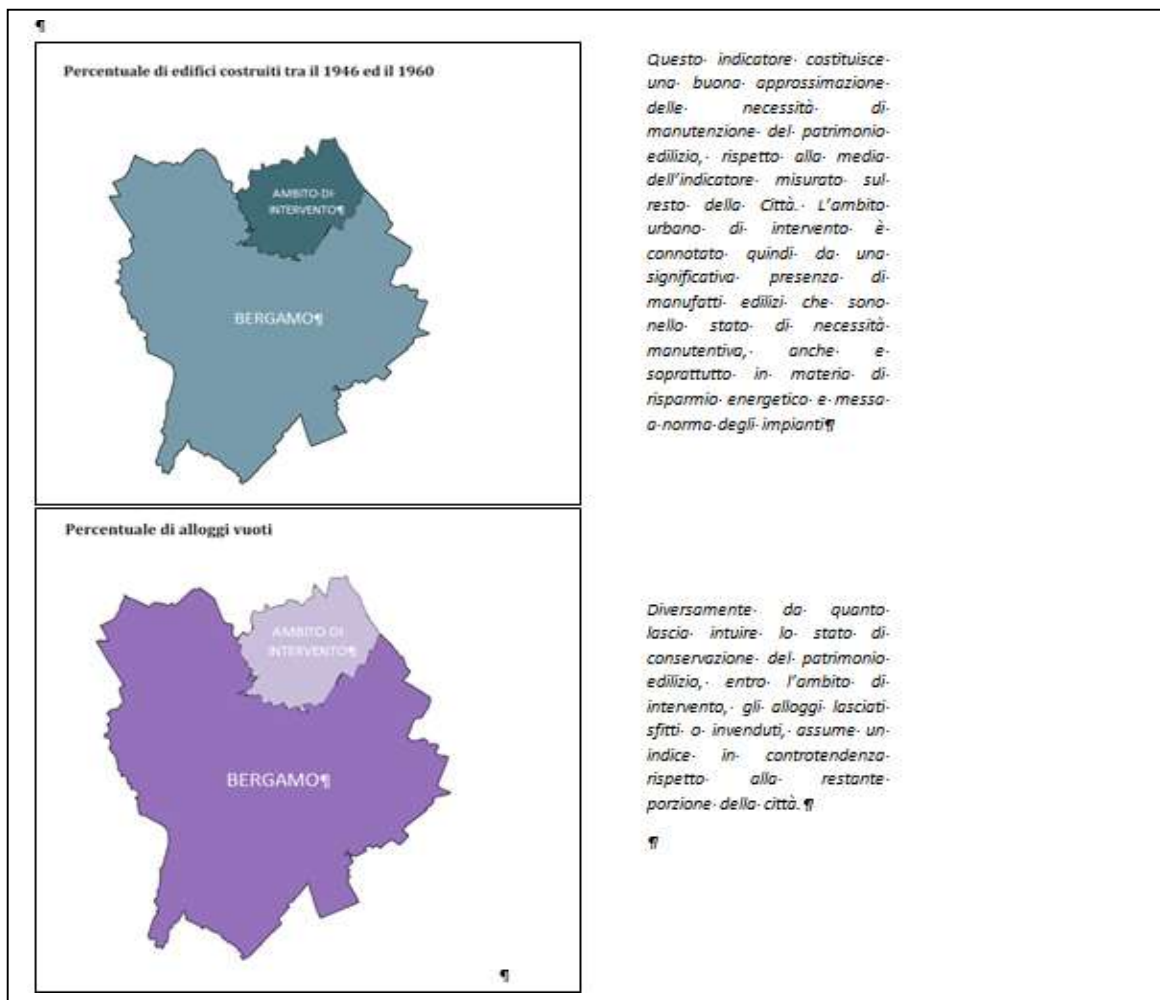 ¶
Percentuale di edifici costruiti tra il 1946 ed il 1960
AMBITO DI
INTERVENTO¶
BERGAMO¶
Questo indicatore costituisce
una buona approssimazione
delle necessità di
manutenzione del patrimonio
edilizio, rispetto alla media
dell'indicatore misurato sul
resto della Città. L'ambito
urbano di intervento è
connotato quindi da una
significativa presenza di
manufatti edilizi che sono
nello stato di necessità
manutentiva, anche e
soprattutto in materia di
risparmio energetico e messa
a norma degli impianti¶
Percentuale di alloggi vuoti
AMBITO DI
INTERVENTO¶
BERGAMO¶
¶
Diversamente da quanto
lascia intuire lo stato di
conservazione del patrimonio
edilizio, entro l'ambito di
intervento, gli alloggi lasciati
sfitti o invenduti, assume un
indice in controtendenza
rispetto alla restante
porzione della città. ¶
¶